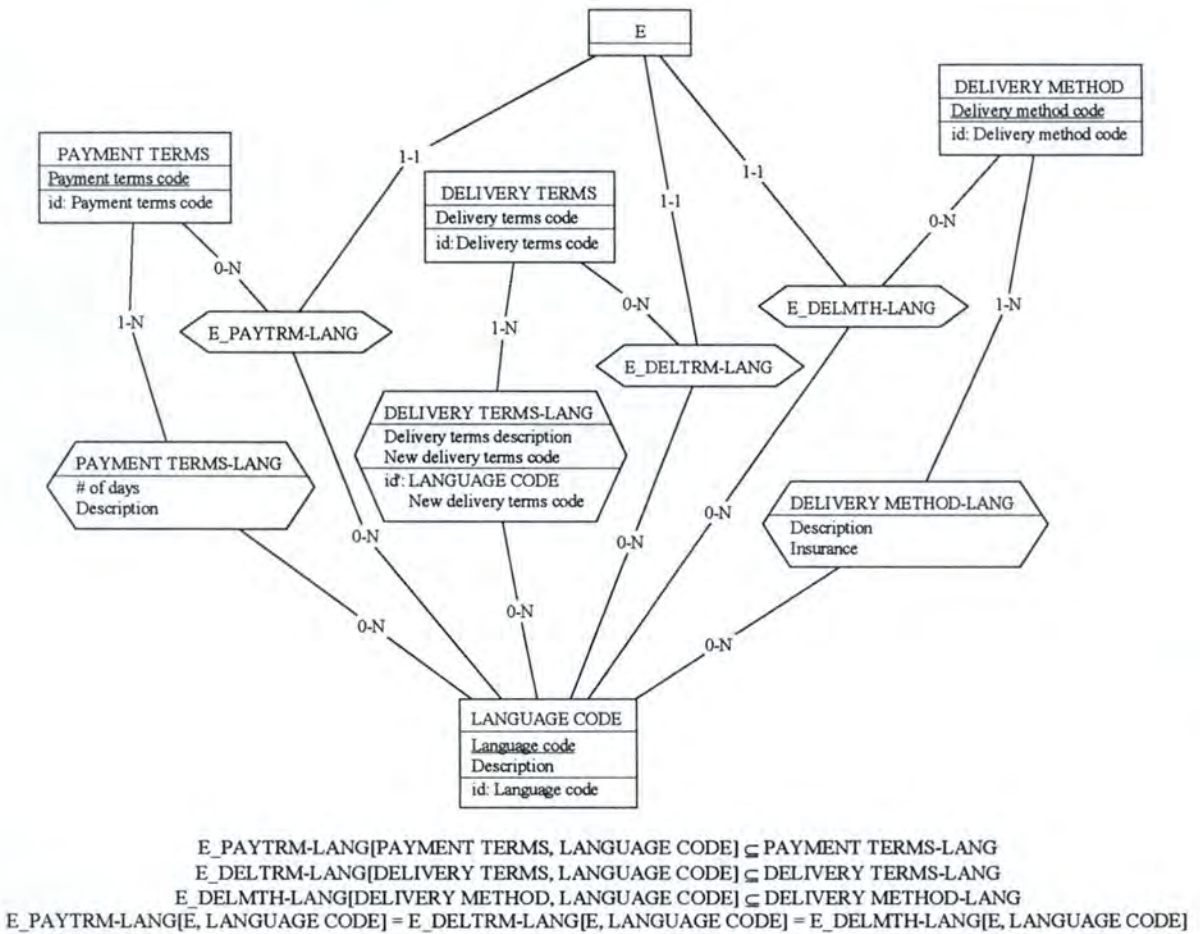 E
DELIVERY METHOD
Delivery method code
id: Delivery method code
PAYMENT TERMS
Payment terms code
id: Payment terms code
1-1
1-1
1-1
DELIVERY TERMS
Delivery terms code
id: Delivery terms code
0-N
0-N
0-N
1-N
1-N
1-N
E_PAYTRM-LANG
E_DELMTH-LANG
E_DELTRM-LANG
DELIVERY TERMS-LANG
Delivery terms description
New delivery terms code
id': LANGUAGE CODE
New delivery terms code
PAYMENT TERMS-LANG
# of days
Description
DELIVERY METHOD-LANG
Description
Insurance
0-N
0-N
0-N
0-N
0-N
0-N
LANGUAGE CODE
Language code
Description
id: Language code
E_PAYTRM-LANG[PAYMENT TERMS, LANGUAGE CODE] ⊆ PAYMENT TERMS-LANG
E_DELTRM-LANG[DELIVERY TERMS, LANGUAGE CODE] ⊆ DELIVERY TERMS-LANG
E_DELMTH-LANG[DELIVERY METHOD, LANGUAGE CODE] ⊆ DELIVERY METHOD-LANG
E_PAYTRM-LANG[E, LANGUAGE CODE] = E_DELTRM-LANG[E, LANGUAGE CODE] = E_DELMTH-LANG[E, LANGUAGE CODE]